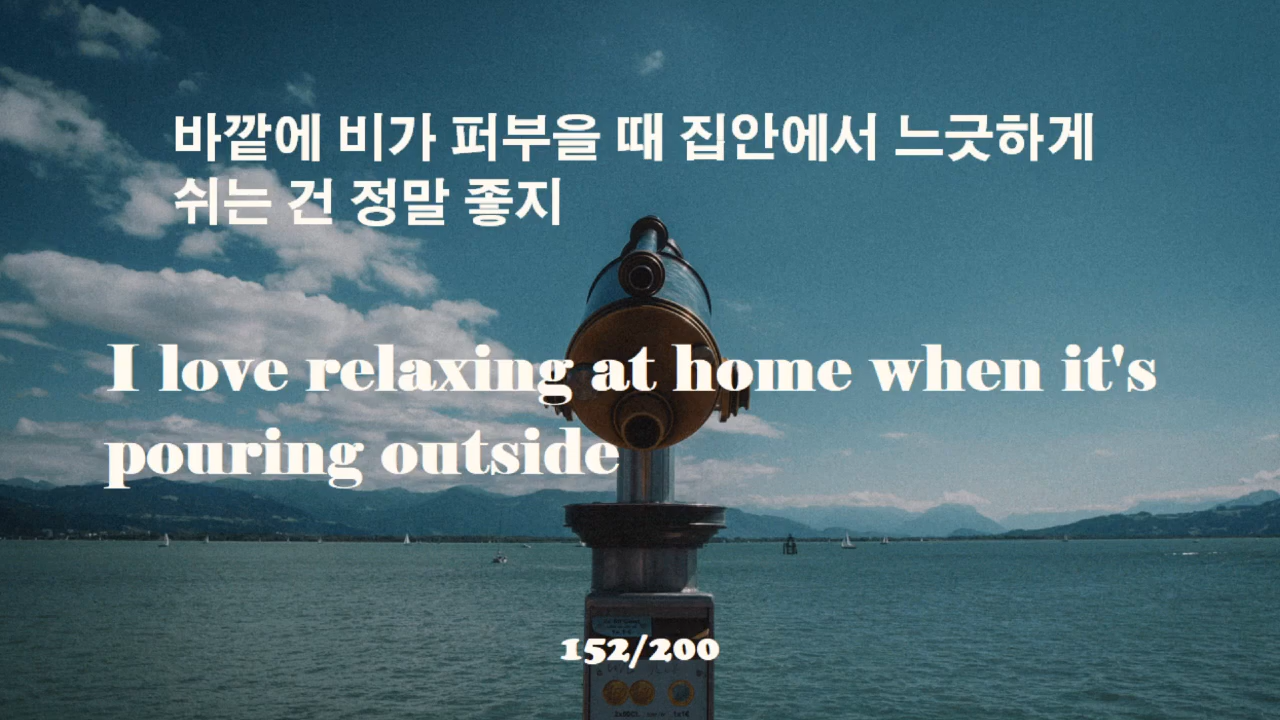 바깥에 비가 퍼부을 때 집안에서 느긋하게
쉬는 건 정말 좋지
I love relaxing at home when it's
pouring outside
152/200